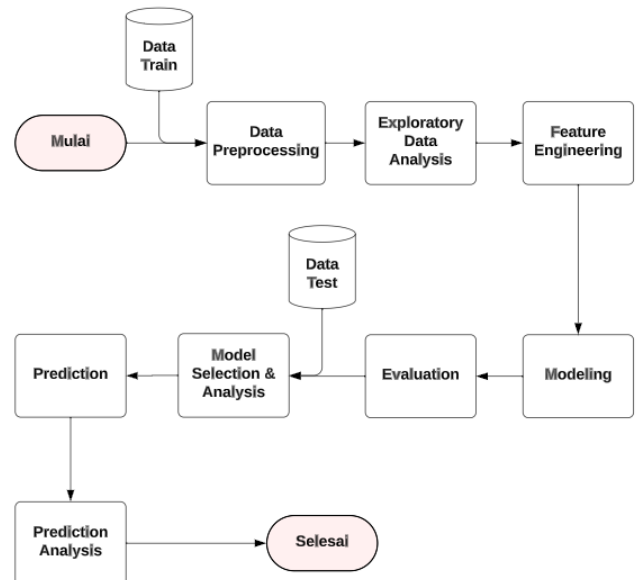 Data
Train
Mulai
Data
Preprocessing
Exploratory
Data
Analysis
Feature
Engineering
Data
Test
Prediction
Model
Selection &
Analysis
Evaluation
Modeling
Prediction
Analysis
Selesai